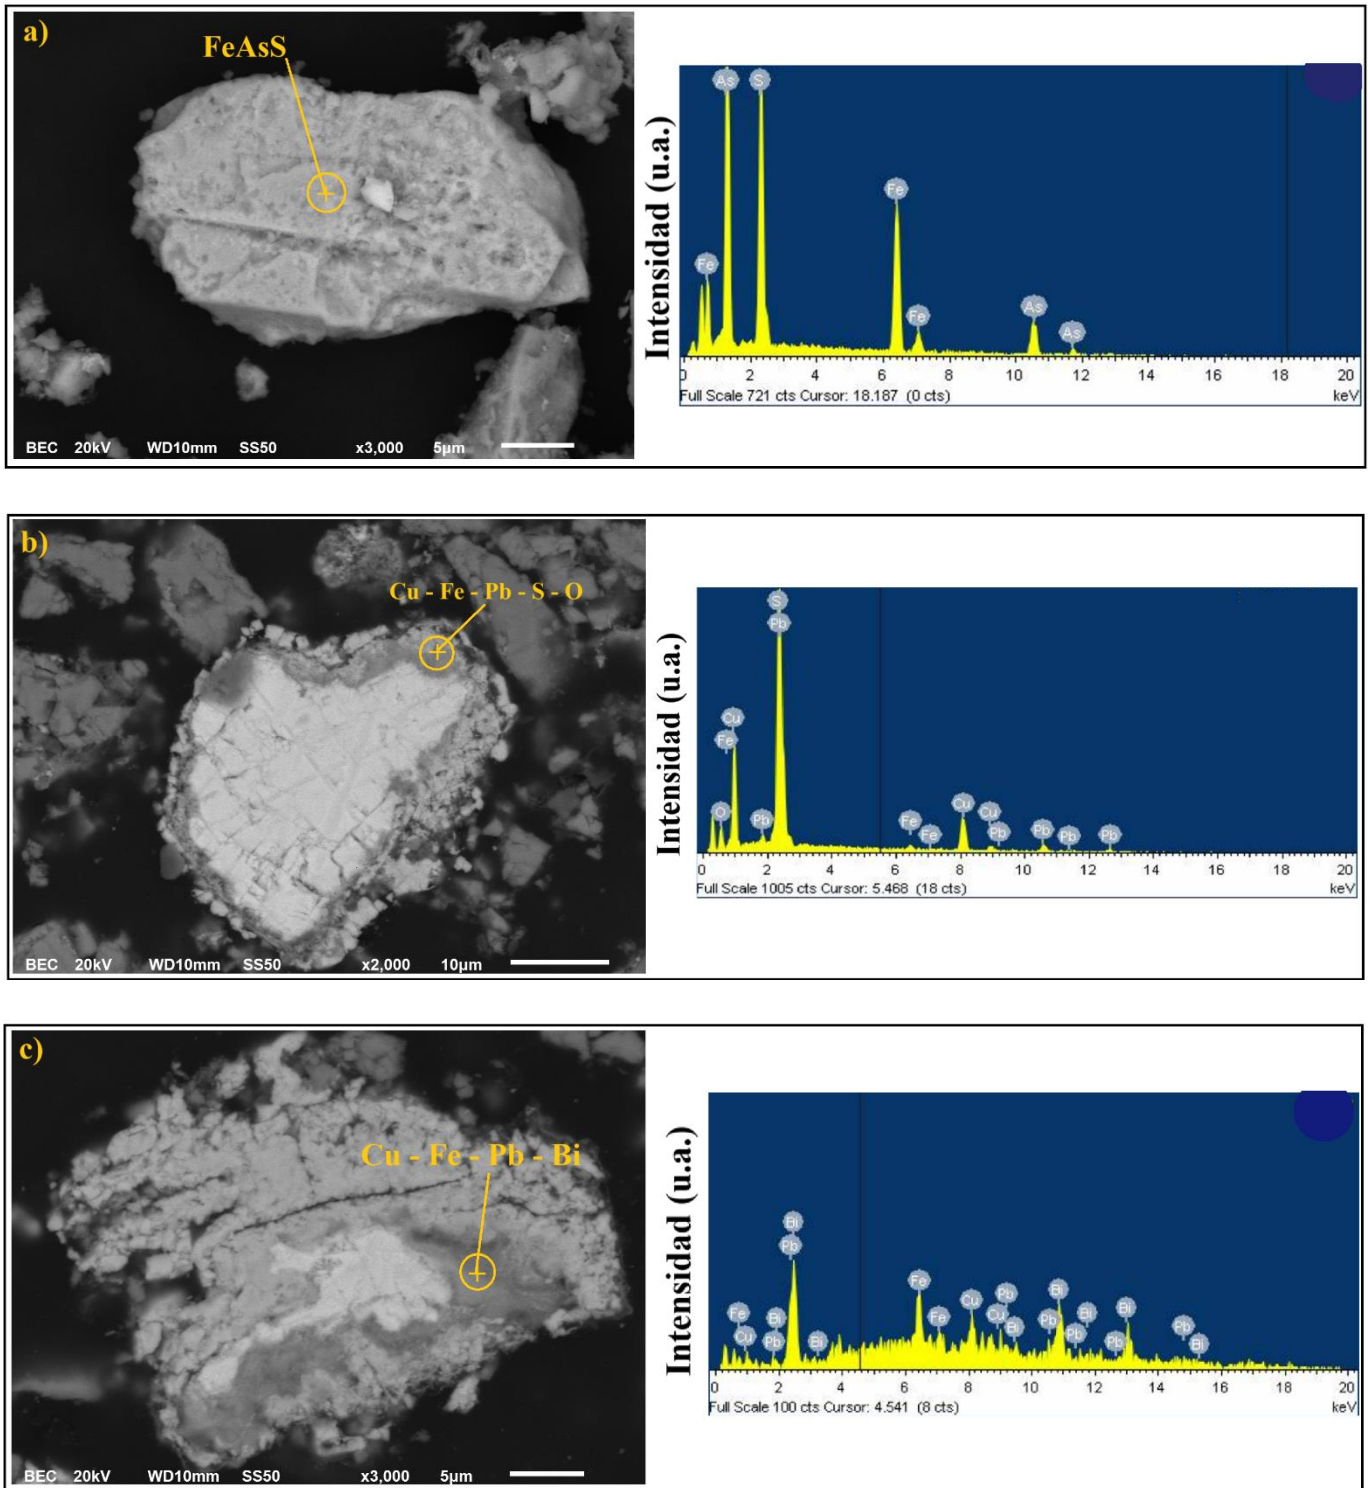 a)
FeAsS
BEC 20kV WD10mm SS50 x3,000 5µm
Intensidad (u.a.)
As S
Fe
Fe
Fe
As
As
0 2 4 6 8 10 12 14 16 18 20
Full Scale 721 cts Cursor: 18.187 (0 cts) keV
b)
Cu - Fe - Pb - S - O
BEC 20kV WD10mm SS50 x2,000 10µm
Intensidad (u.a.)
S
Pb
Cu
Fe
O Pb
Fe Fe Cu Cu Pb Pb Pb Pb
0 2 4 6 8 10 12 14 16 18 20
Full Scale 1005 cts Cursor: 5.468 (18 cts) keV
c)
Cu - Fe - Pb - Bi
BEC 20kV WD10mm SS50 x3,000 5µm
Intensidad (u.a.)
Bi
Pb
Fe Bi Fe Cu Pb Bi Bi Bi Pb
Cu Pb Bi Fe Cu Bi Pb Pb Pb Bi
0 2 4 6 8 10 12 14 16 18 20
Full Scale 100 cts Cursor: 4.541 (8 cts) keV